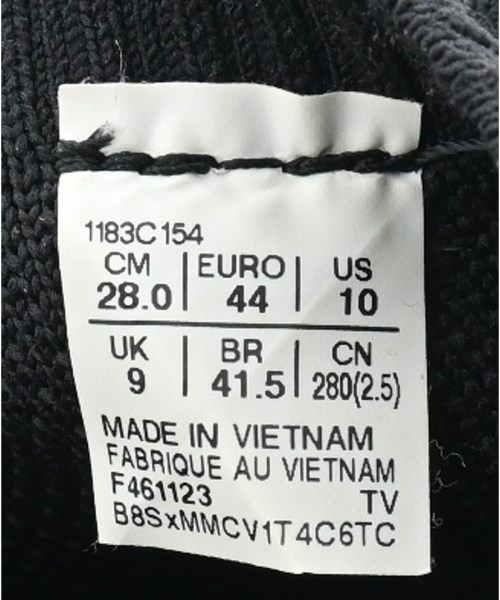 1183C154
CM | EURO | US
28.0 | 44 | 10
UK | BR | CN
9 | 41.5 | 280(2.5)
MADE IN VIETNAM
FABRIQUE AU VIETNAM
F461123 TV
B8SxMMCV1T4C6TC